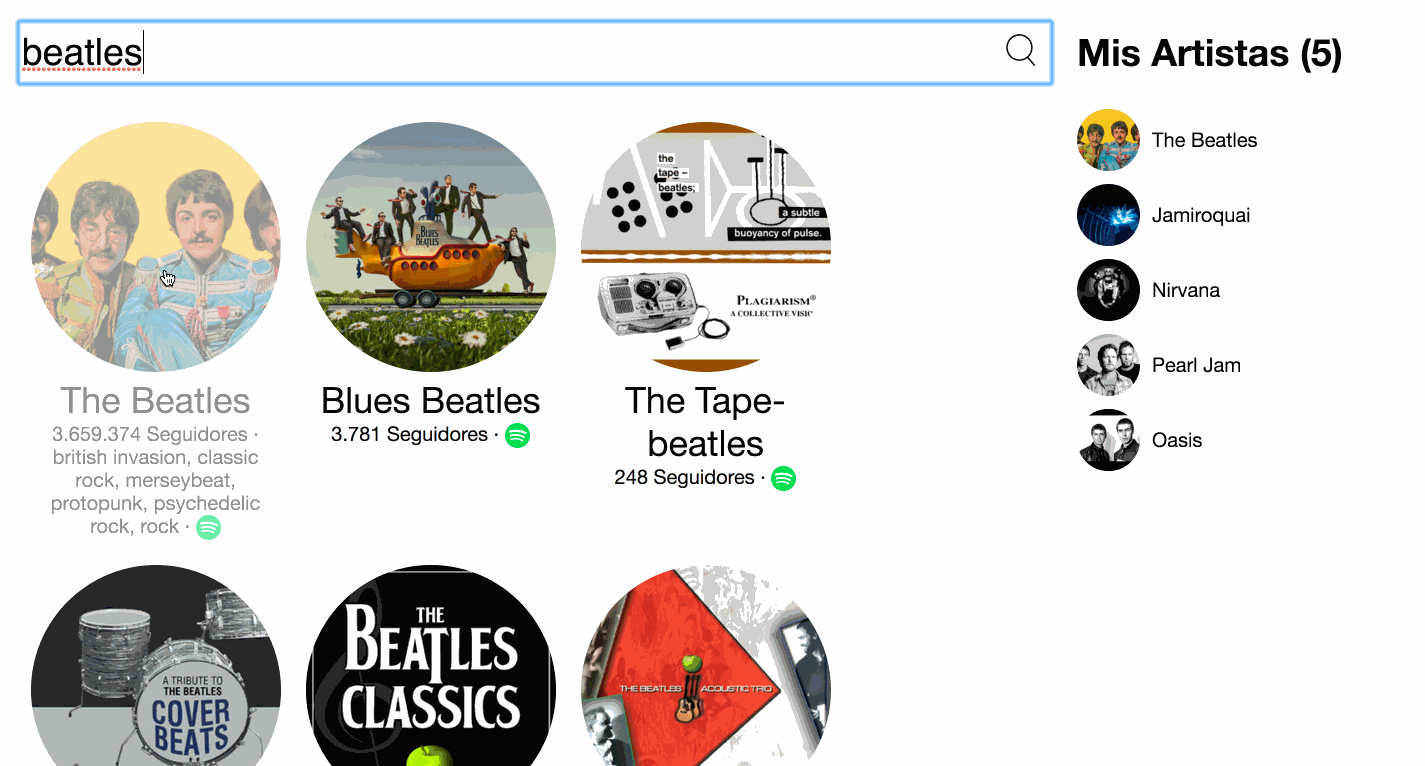 beatles
Mis Artistas (5)
The Beatles
Jamiroquai
Nirvana
Pearl Jam
Oasis
The Beatles
3.659.374 Seguidores ·
british invasion, classic
rock, merseybeat,
protopunk, psychedelic
rock, rock ·
BLUES
BEATLES
Blues Beatles
3.781 Seguidores ·
the
tape –
beatles;
a subtle
buoyancy of pulse.
PLAGIARISM®
A COLLECTIVE VISIO
The Tape-
beatles
248 Seguidores ·
A TRIBUTE TO
THE BEATLES
COVER
BEATS
THE
BEATLES
CLASSICS
THE BEATLES ACOUSTIC TRIO